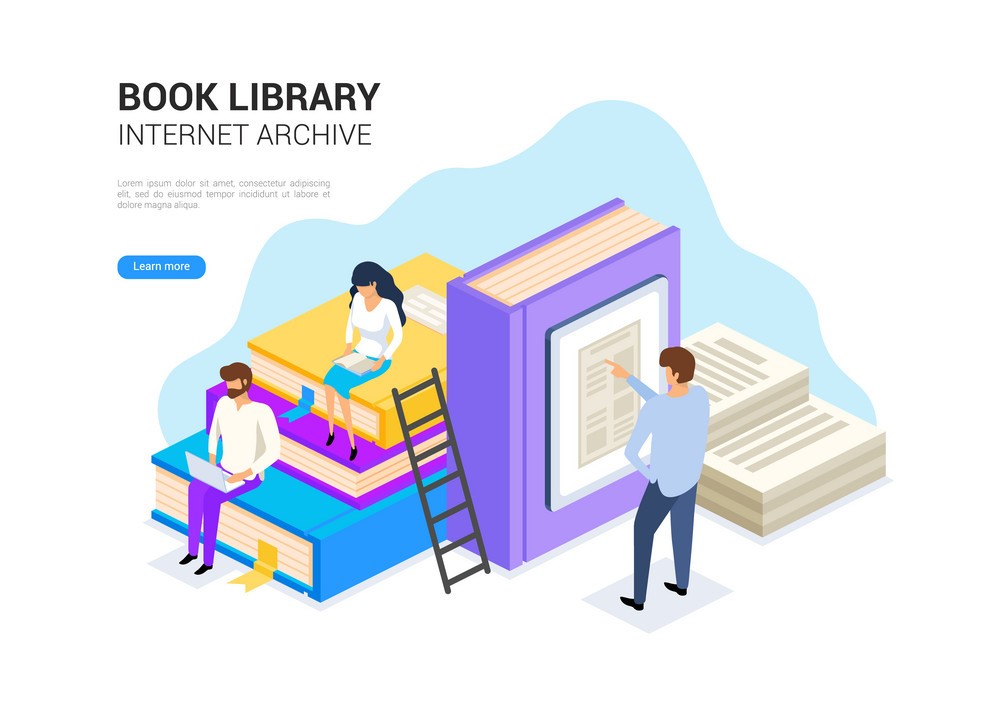 BOOK LIBRARY
INTERNET ARCHIVE
Lorem ipsum dolor sit amet, consectetur adipiscing
elit, sed do eiusmod tempor incididunt ut labore et
dolore magna aliqua.
Learn more